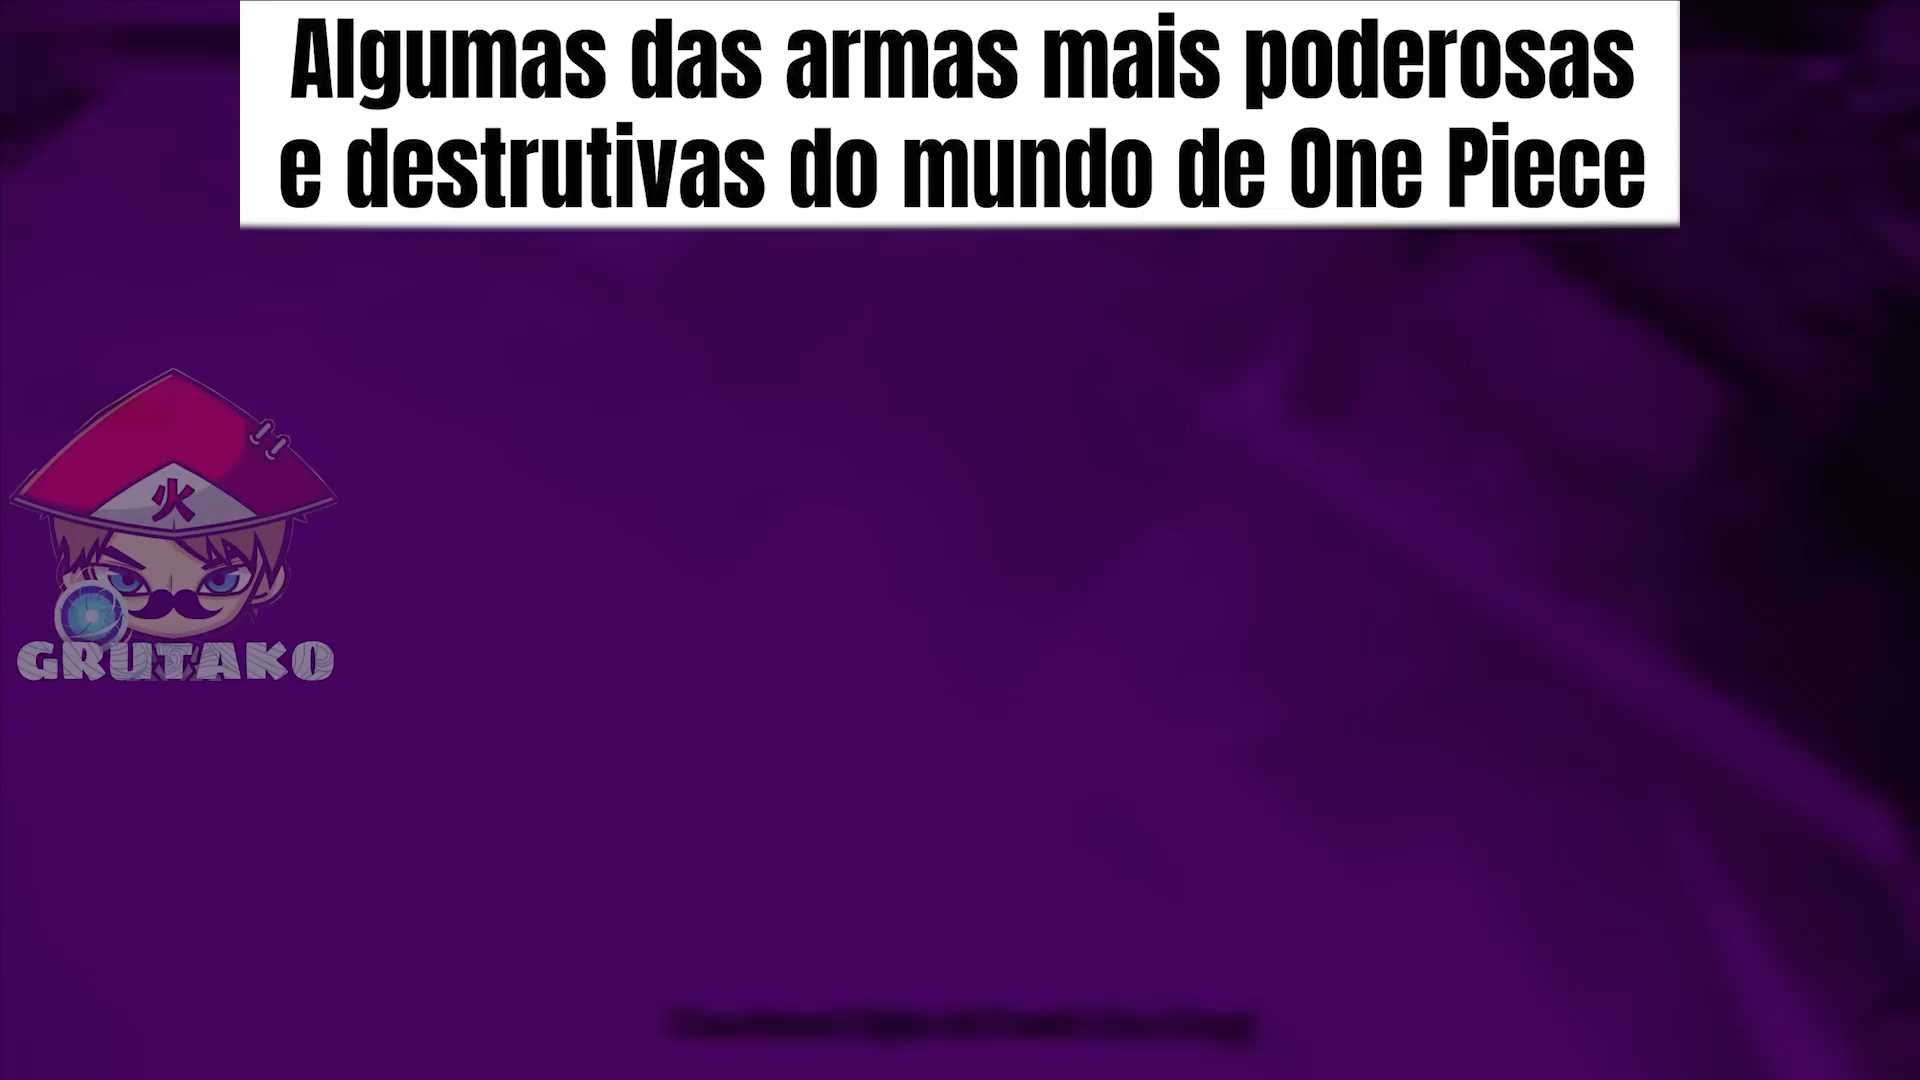 Algumas das armas mais poderosas
e destrutivas do mundo de One Piece
火
GRUTAKO